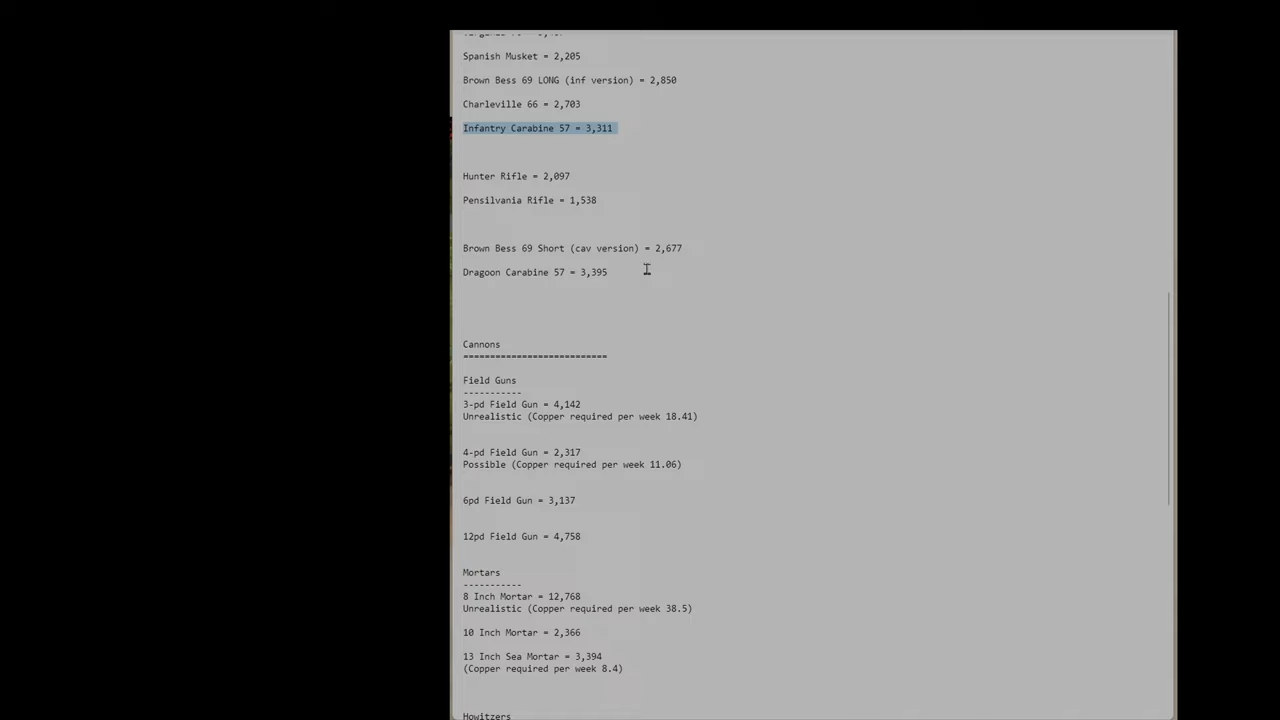 Spanish Musket = 2,205
Brown Bess 69 LONG (inf version) = 2,850
Charleville 66 = 2,703
Infantry Carabine 57 = 3,311
Hunter Rifle = 2,097
Pensilvania Rifle = 1,538
Brown Bess 69 Short (cav version) = 2,677
Dragoon Carabine 57 = 3,395
Cannons
===========================
Field Guns
-----------
3-pd Field Gun = 4,142
Unrealistic (Copper required per week 18.41)
4-pd Field Gun = 2,317
Possible (Copper required per week 11.06)
6pd Field Gun = 3,137
12pd Field Gun = 4,758
Mortars
-----------
8 Inch Mortar = 12,768
Unrealistic (Copper required per week 38.5)
10 Inch Mortar = 2,366
13 Inch Sea Mortar = 3,394
(Copper required per week 8.4)
Howitzers